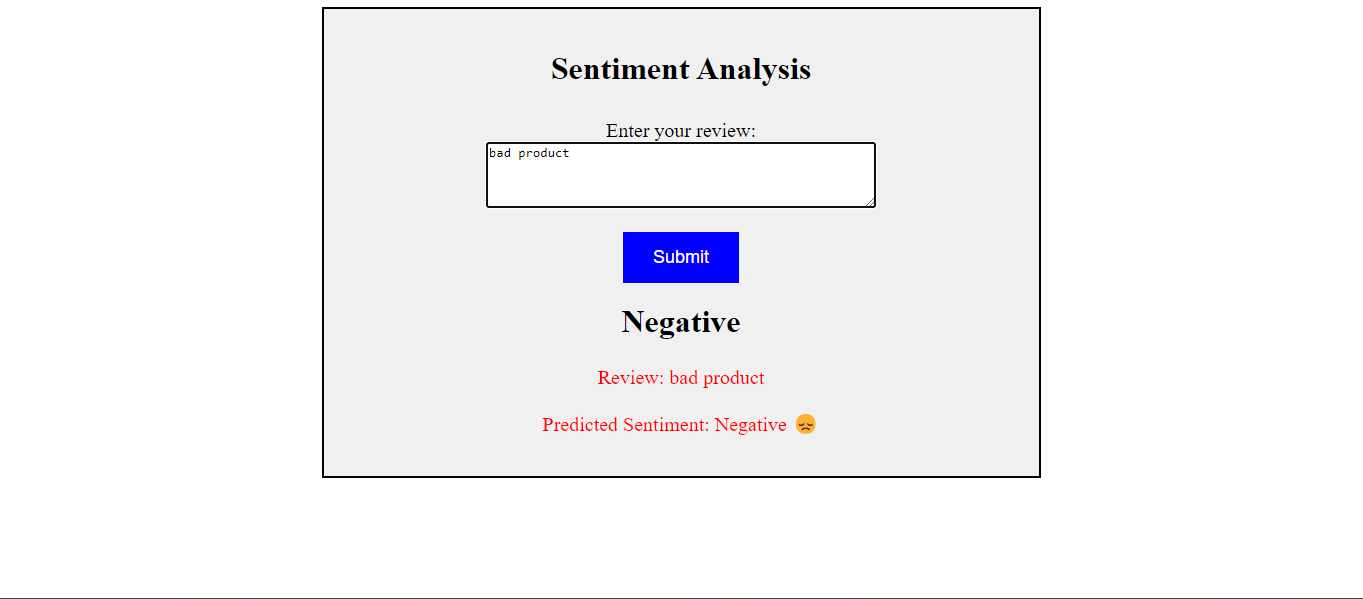 Sentiment Analysis
Enter your review:
bad product
Submit
Negative
Review: bad product
Predicted Sentiment: Negative 😞